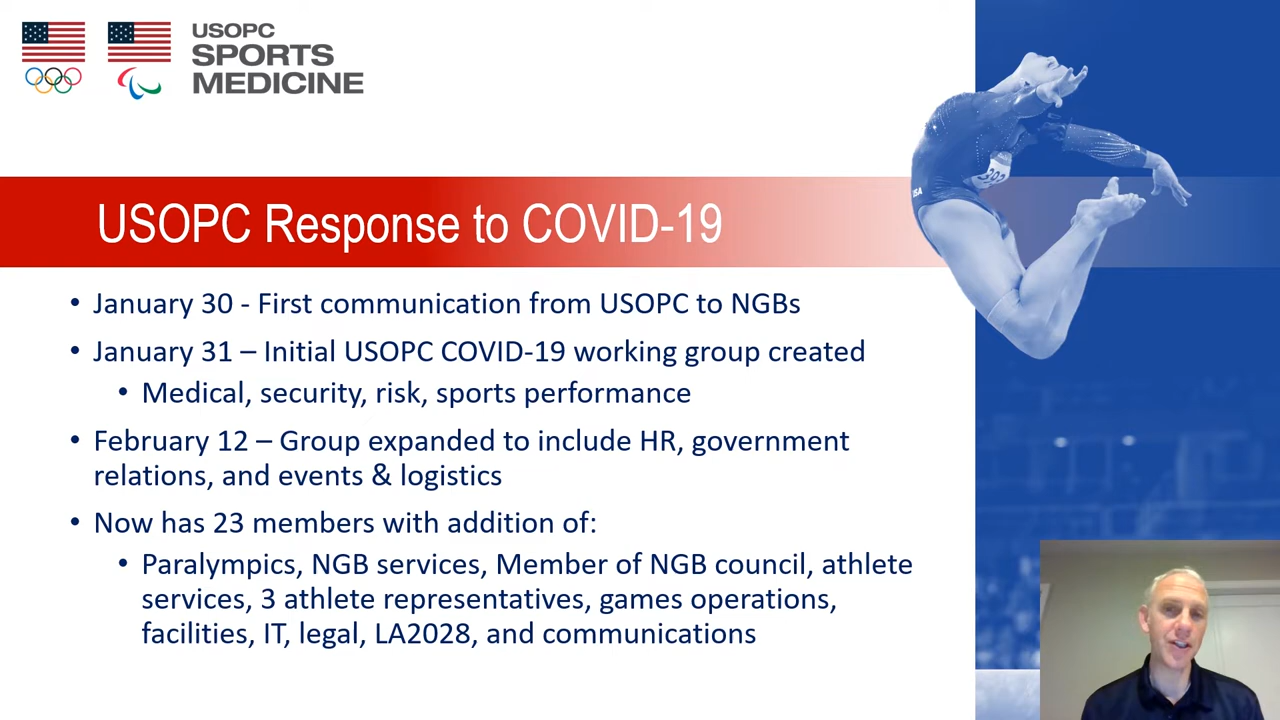 USOPC
SPORTS
MEDICINE
USOPC Response to COVID-19
• January 30 - First communication from USOPC to NGBs
• January 31 – Initial USOPC COVID-19 working group created
• Medical, security, risk, sports performance
• February 12 – Group expanded to include HR, government
relations, and events & logistics
• Now has 23 members with addition of:
• Paralympics, NGB services, Member of NGB council, athlete
services, 3 athlete representatives, games operations,
facilities, IT, legal, LA2028, and communications
USA